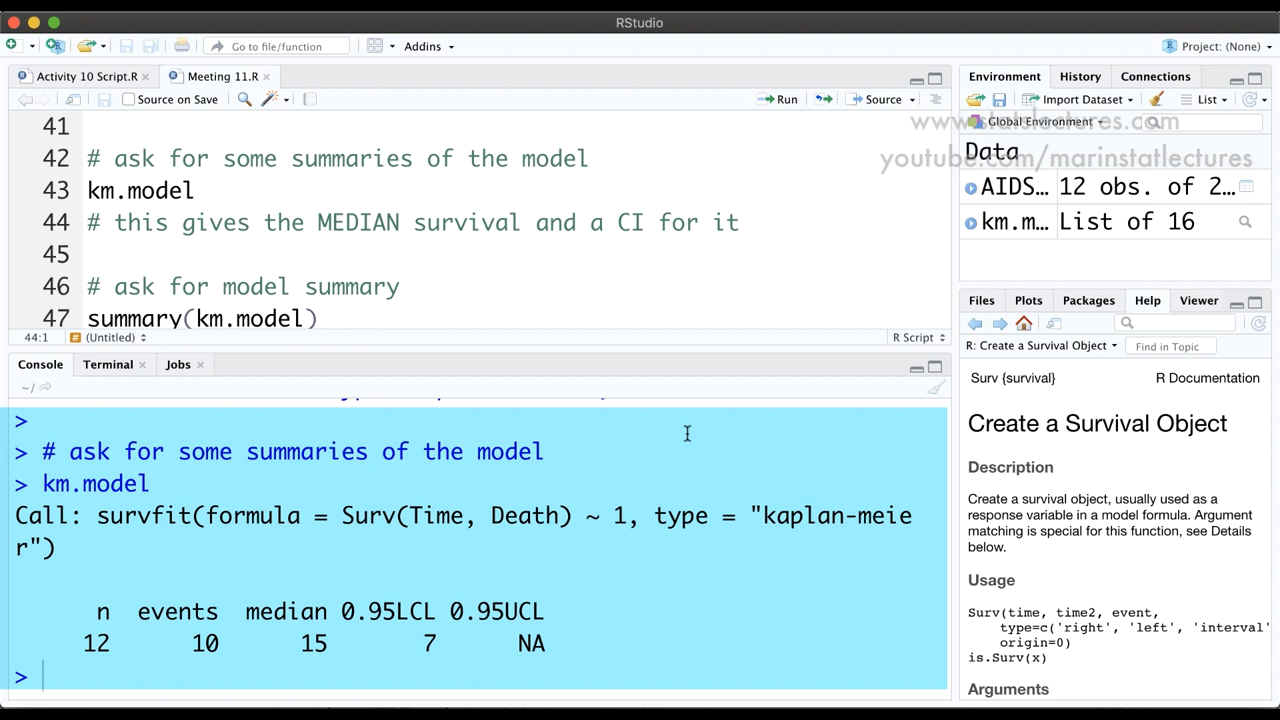 RStudio
Go to file/function
Addins
Project: (None)
Activity 10 Script.R
Meeting 11.R
Source on Save
Run
Source
41
42 # ask for some summaries of the model
43 km.model
44 # this gives the MEDIAN survival and a CI for it
45
46 # ask for model summary
47 summary(km.model)
44:1 (Untitled) R Script
Console Terminal Jobs
~/
>
> # ask for some summaries of the model
> km.model
Call: survfit(formula = Surv(Time, Death) ~ 1, type = "kaplan-meie
r")
n events median 0.95LCL 0.95UCL
12 10 15 7 NA
>
Environment History Connections
Import Dataset List
Global Environment
www.statslectures.com
Data
youtube.com/marinstatlectures
AIDS... 12 obs. of 2...
km.m... List of 16
Files Plots Packages Help Viewer
R: Create a Survival Object Find in Topic
Surv {survival} R Documentation
Create a Survival Object
Description
Create a survival object, usually used as a
response variable in a model formula. Argument
matching is special for this function, see Details
below.
Usage
Surv(time, time2, event,
type=c('right', 'left', 'interval'
origin=0)
is.Surv(x)
Arguments